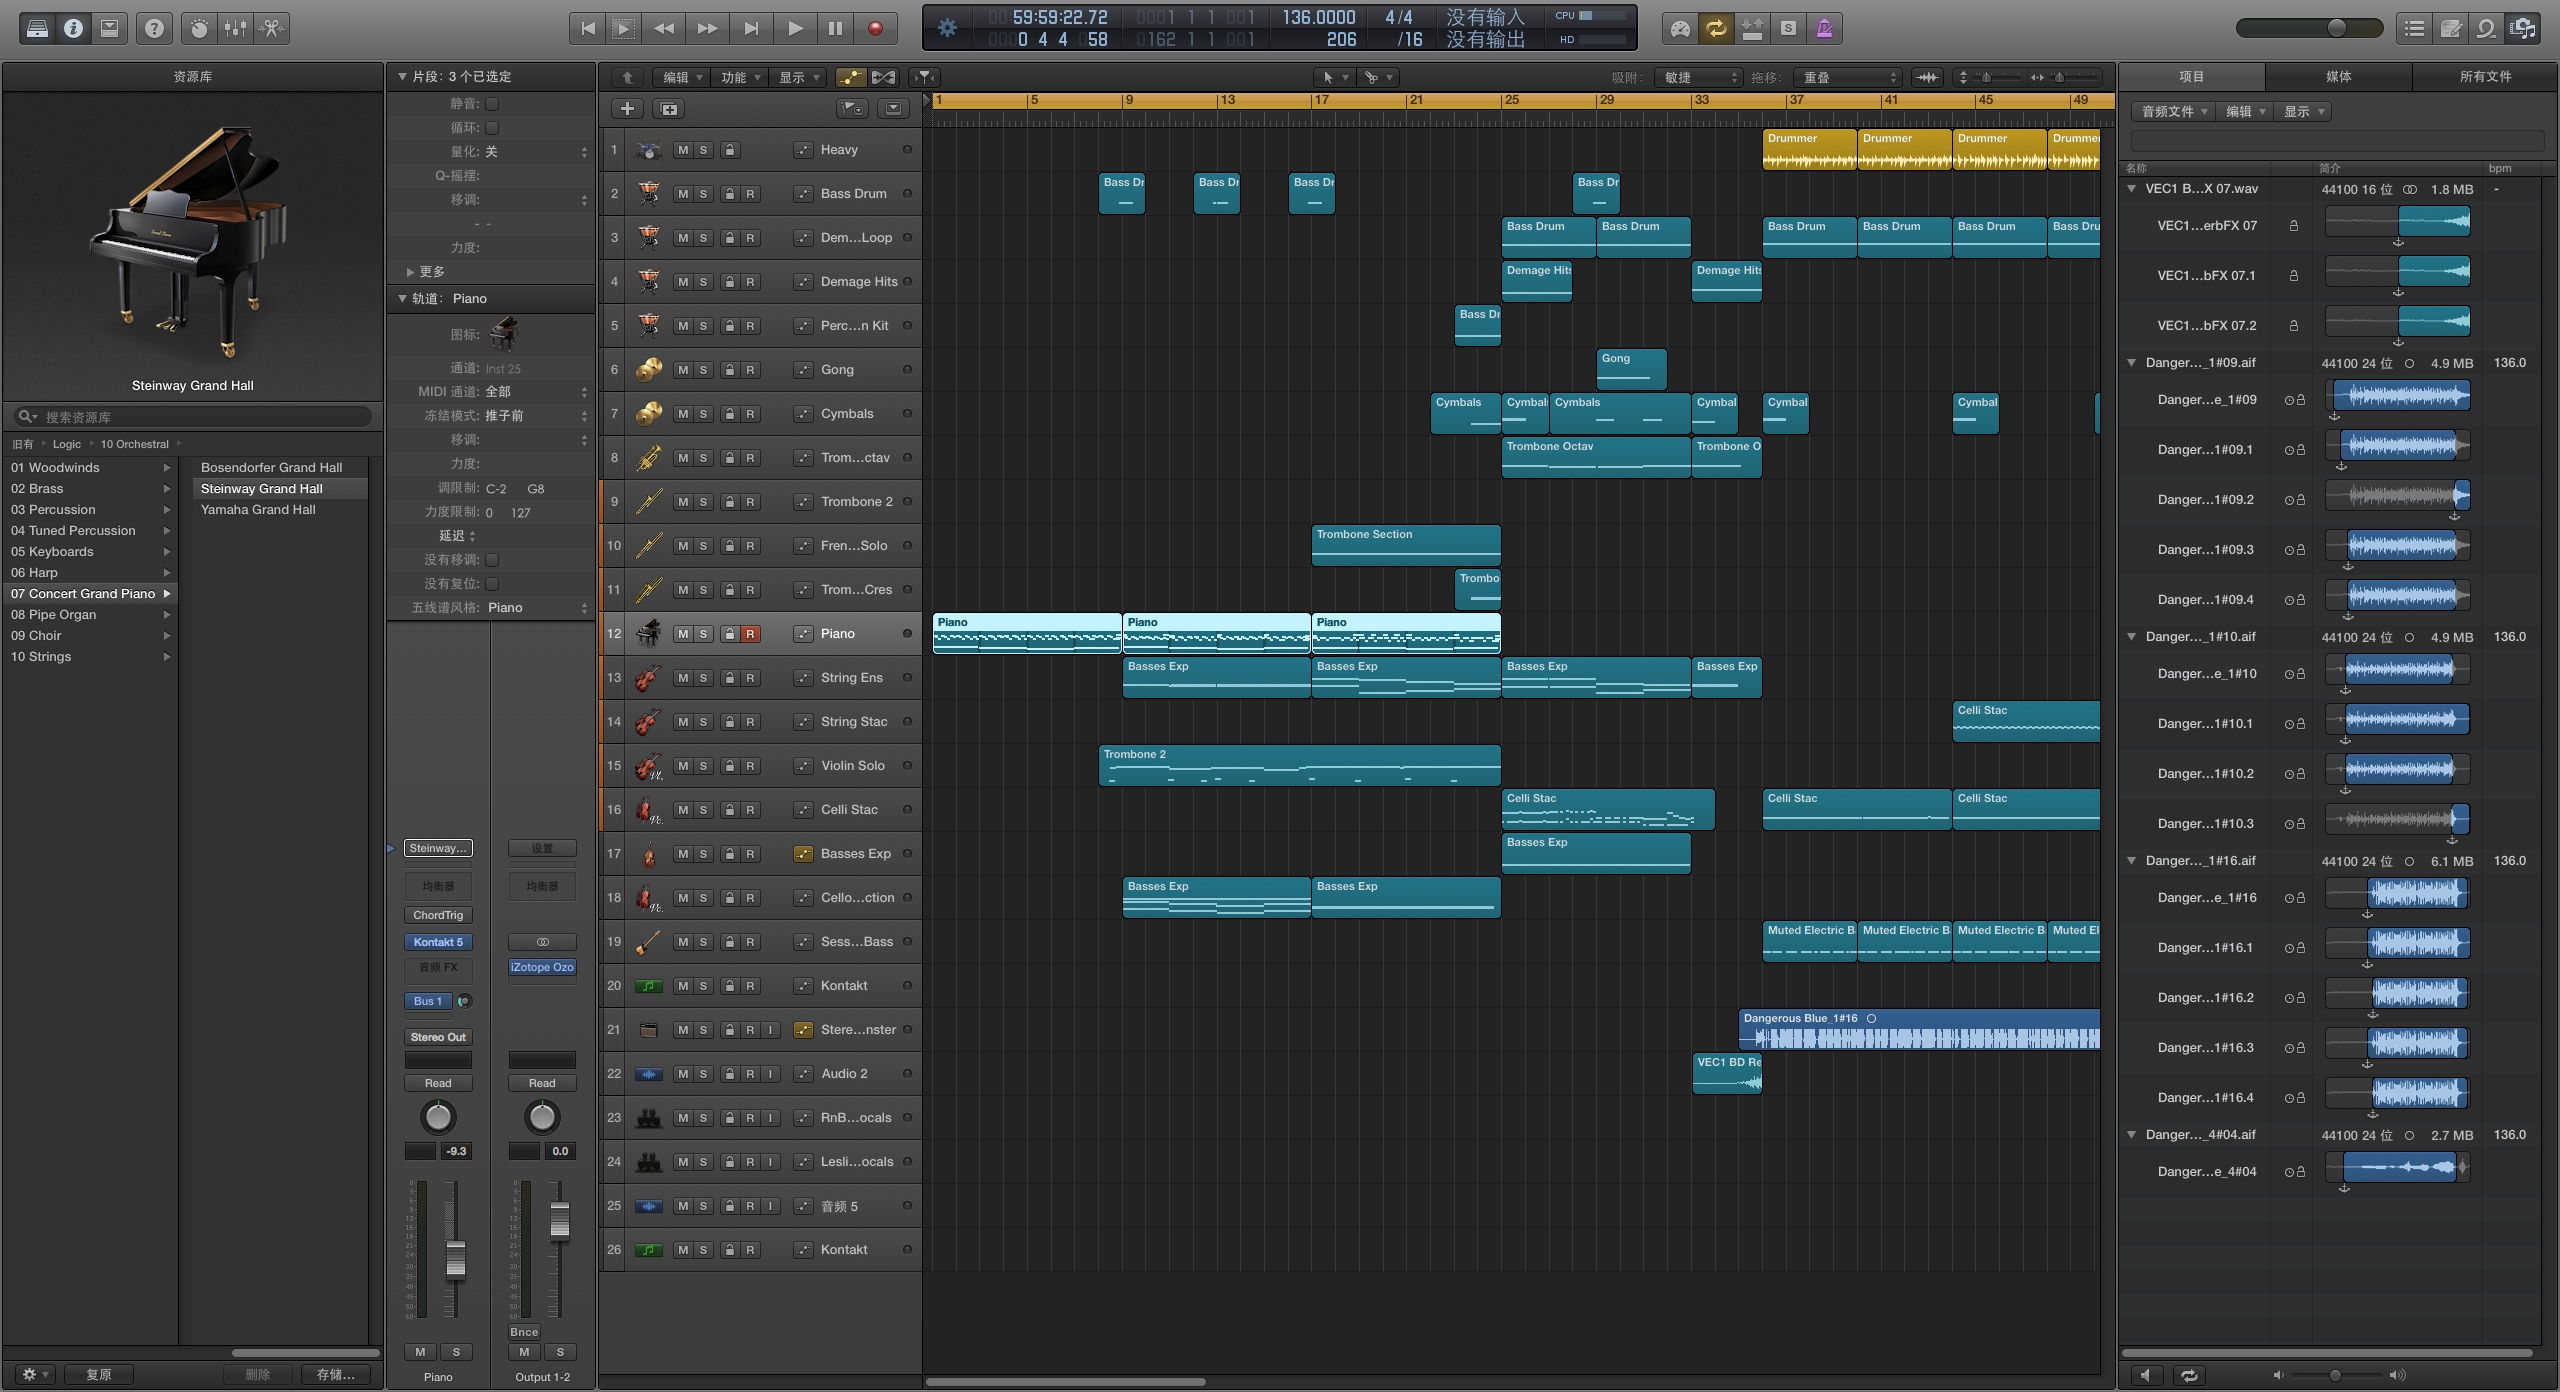 59:59:22.72
0 4 4 58
0001 1 1 001
0162 1 1 001
136.0000
206
4/4
/16
没有输入
没有输出
CPU
HD
资源库
Steinway Grand Hall
搜索资源库
旧有 Logic 10 Orchestral
01 Woodwinds
02 Brass
03 Percussion
04 Tuned Percussion
05 Keyboards
06 Harp
07 Concert Grand Piano
08 Pipe Organ
09 Choir
10 Strings
Bosendorfer Grand Hall
Steinway Grand Hall
Yamaha Grand Hall
复原 删除 存储...
片段: 3 个已选定
静音:
循环:
量化: 关
Q-摇摆:
移调:
- -
力度:
更多
轨道: Piano
图标:
通道: Inst 25
MIDI 通道: 全部
冻结模式: 推子前
移调:
力度:
调限制: C-2 G8
力度限制: 0 127
延迟
没有移调:
没有复位:
五线谱风格: Piano
Steinway... 设置
均衡器 均衡器
ChordTrig
Kontakt 5
音频 FX iZotope Ozo
Bus 1
Stereo Out
Read Read
-9.3 0.0
Bnce
M S M S
Piano Output 1-2
编辑 功能 显示
吸附: 敏捷 拖移: 重叠
1 5 9 13 17 21 25 29 33 37 41 45 49
1 M S Heavy
2 M S R Bass Drum
3 M S R Dem...Loop
4 M S R Demage Hits
5 M S R Perc...n Kit
6 M S R Gong
7 M S R Cymbals
8 M S R Trom...ctav
9 M S R Trombone 2
10 M S R Fren...Solo
11 M S R Trom...Cres
12 M S R Piano
13 M S R String Ens
14 M S R String Stac
15 M S R Violin Solo
16 M S R Celli Stac
17 M S R Basses Exp
18 M S R Cello...ction
19 M S R Sess...Bass
20 M S R Kontakt
21 M S R I Stere...nster
22 M S R I Audio 2
23 M S R I RnB...ocals
24 M S R I Lesli...ocals
25 M S R I 音频 5
26 M S R Kontakt
Drummer Drummer Drummer Drummer
Bass Dr Bass Dr Bass Dr Bass Dr
Bass Drum Bass Drum Bass Drum Bass Drum Bass Drum Bass Dru
Demage Hits Demage Hits
Bass Dr
Gong
Cymbals Cymbals Cymbals Cymbal Cymbal Cymbal
Trombone Octav Trombone O
Trombone Section
Trombo
Piano Piano Piano
Basses Exp Basses Exp Basses Exp Basses Exp
Celli Stac
Trombone 2
Celli Stac Celli Stac Celli Stac
Basses Exp
Basses Exp Basses Exp
Muted Electric B Muted Electric B Muted Electric B Muted El
Dangerous Blue_1#16
VEC1 BD Re
项目 媒体 所有文件
音频文件 编辑 显示
名称 简介 bpm
VEC1 B...X 07.wav 44100 16 位 1.8 MB -
VEC1...erbFX 07
VEC1...bFX 07.1
VEC1...bFX 07.2
Danger..._1#09.aif 44100 24 位 4.9 MB 136.0
Danger...e_1#09
Danger...1#09.1
Danger...1#09.2
Danger...1#09.3
Danger...1#09.4
Danger..._1#10.aif 44100 24 位 4.9 MB 136.0
Danger...e_1#10
Danger...1#10.1
Danger...1#10.2
Danger...1#10.3
Danger..._1#16.aif 44100 24 位 6.1 MB 136.0
Danger...e_1#16
Danger...1#16.1
Danger...1#16.2
Danger...1#16.3
Danger...1#16.4
Danger..._4#04.aif 44100 24 位 2.7 MB 136.0
Danger...e_4#04